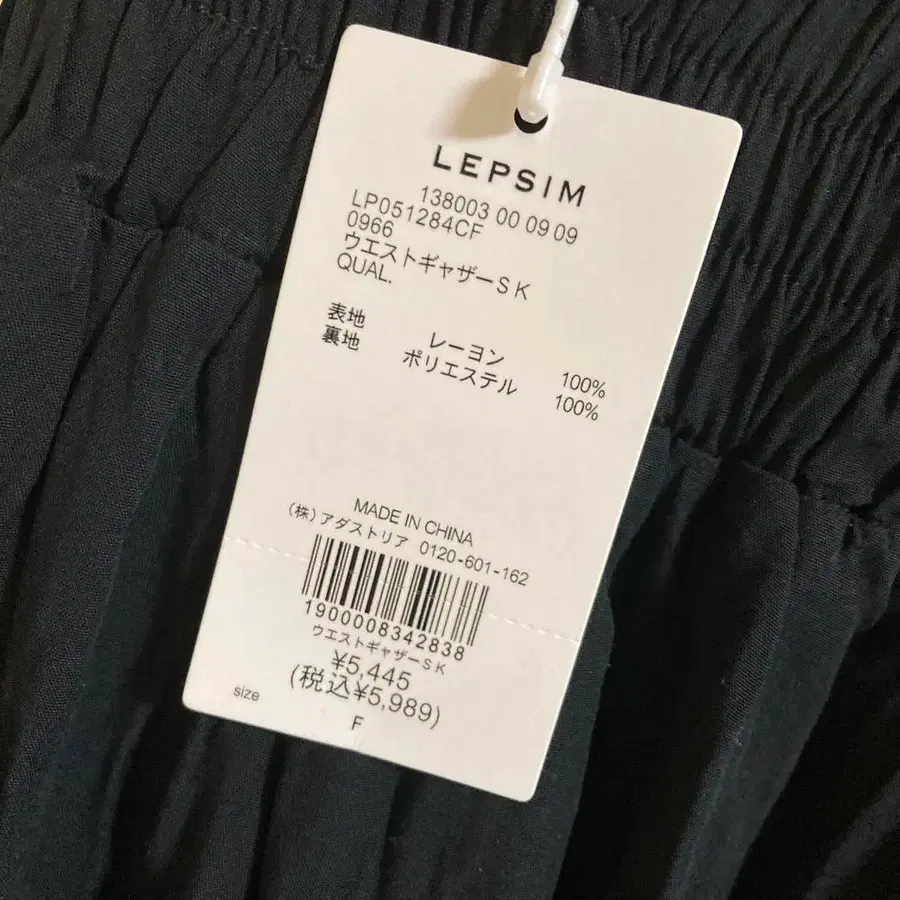 LEPSIM
138003 00 09 09
LP051284CF
0966
ウエストギャザーSK
QUAL.
表地 レーヨン 100%
裏地 ポリエステル 100%
MADE IN CHINA
(株)アダストリア 0120-601-162
1900008342838
ウエストギャザーSK
¥5,445
(税込¥5,989)
size F